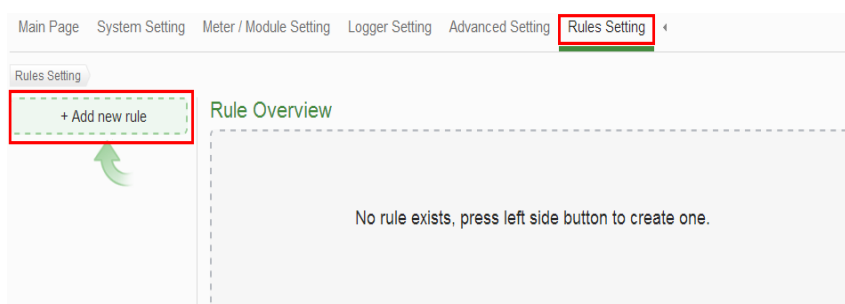 Main Page System Setting Meter / Module Setting Logger Setting Advanced Setting Rules Setting
Rules Setting
+ Add new rule
Rule Overview
No rule exists, press left side button to create one.